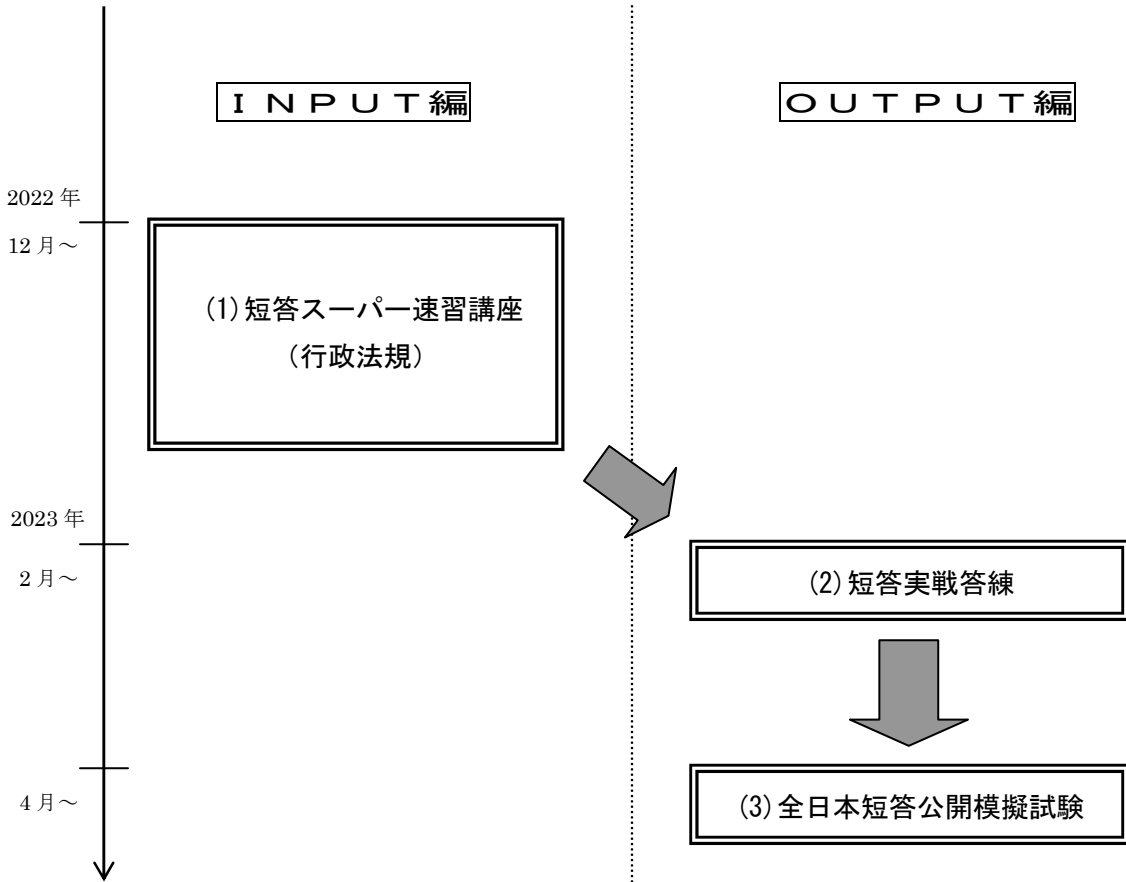 ＩＮＰＵＴ編
ＯＵＴＰＵＴ編
2022 年
12 月～
(1)短答スーパー速習講座
（行政法規）
2023 年
2 月～
(2)短答実戦答練
4 月～
(3)全日本短答公開模擬試験